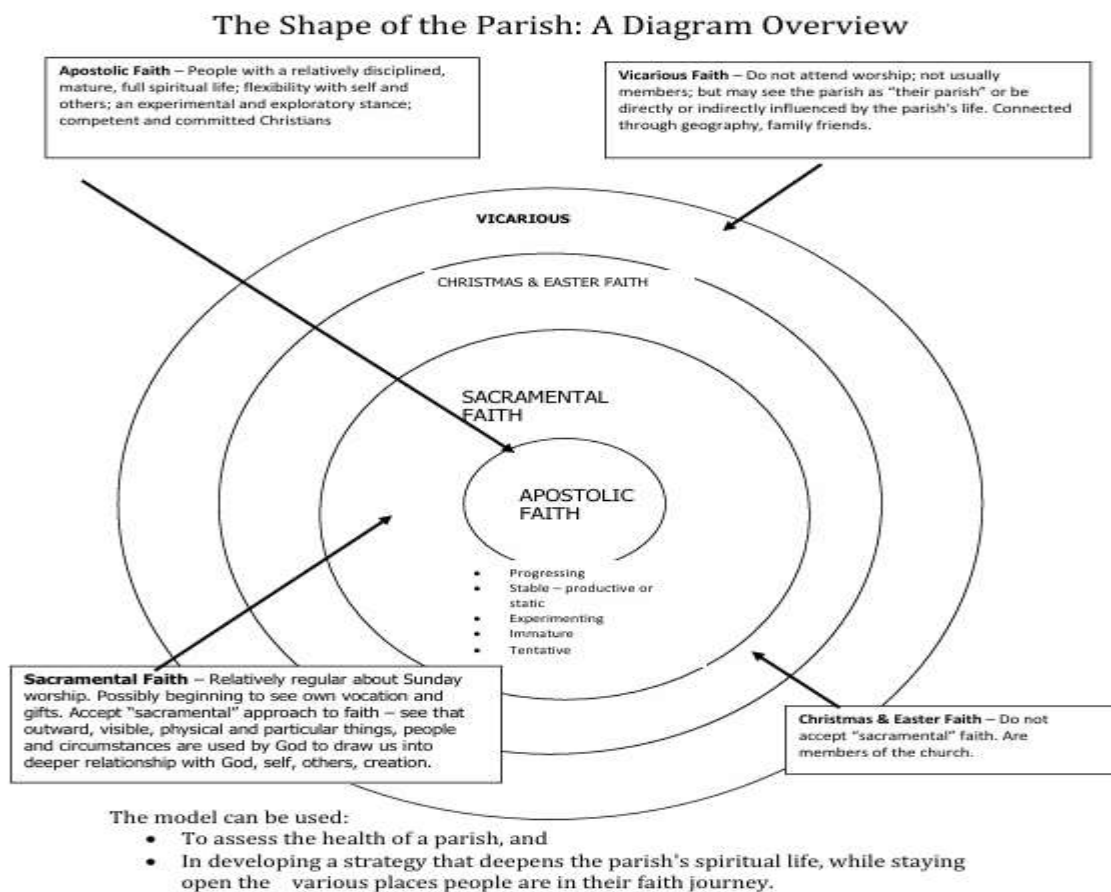 The Shape of the Parish: A Diagram Overview
Apostolic Faith – People with a relatively disciplined,
mature, full spiritual life; flexibility with self and
others; an experimental and exploratory stance;
competent and committed Christians
Vicarious Faith – Do not attend worship; not usually
members; but may see the parish as “their parish” or be
directly or indirectly influenced by the parish's life. Connected
through geography, family friends.
VICARIOUS
CHRISTMAS & EASTER FAITH
SACRAMENTAL
FAITH
APOSTOLIC
FAITH
• Progressing
• Stable – productive or
static
• Experimenting
• Immature
• Tentative
Sacramental Faith – Relatively regular about Sunday
worship. Possibly beginning to see own vocation and
gifts. Accept “sacramental” approach to faith – see that
outward, visible, physical and particular things, people
and circumstances are used by God to draw us into
deeper relationship with God, self, others, creation.
Christmas & Easter Faith – Do not
accept “sacramental” faith. Are
members of the church.
The model can be used:
• To assess the health of a parish, and
• In developing a strategy that deepens the parish's spiritual life, while staying
open the various places people are in their faith journey.